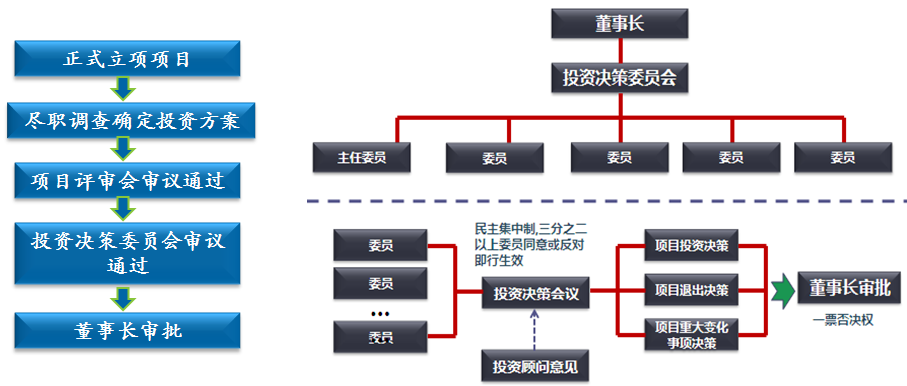 正式立项项目
尽职调查确定投资方案
项目评审会审议通过
投资决策委员会审议
通过
董事长审批
董事长
投资决策委员会
主任委员
委员
委员
委员
委员
委员
委员
委员
...
民主集中制,三分之二
以上委员同意或反对
即行生效
投资决策会议
投资顾问意见
项目投资决策
项目退出决策
项目重大变化
事项决策
董事长审批
一票否决权